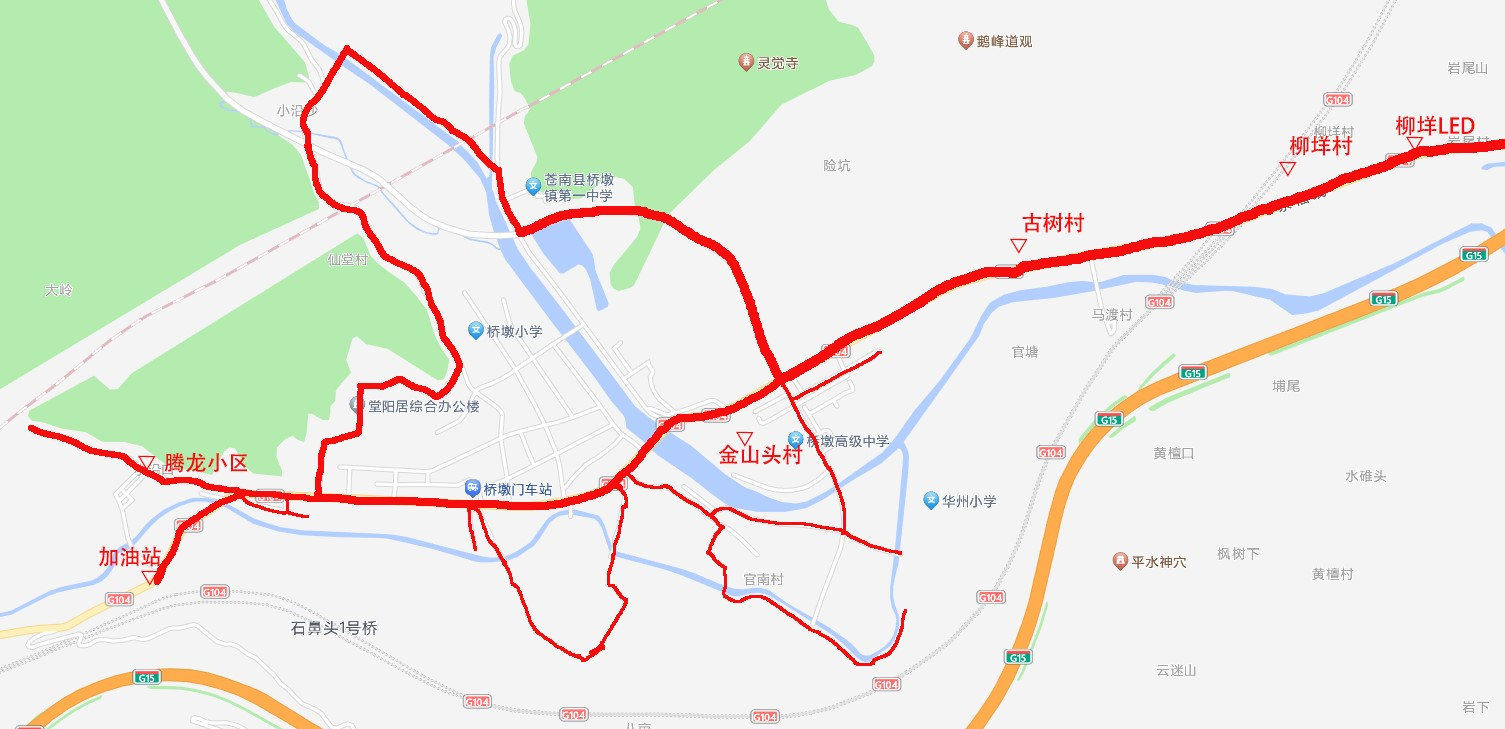 鹅峰道观
灵觉寺
岩尾山
G104
小沿沙
柳垟LED
柳垟村
柳垟村
岩尾村
险坑
苍南县桥墩
镇第一中学
古树村
仙堂村
G15
大岭
G15
G104
马渡村
桥墩小学
官塘
G104
G15
埔尾
堂阳居综合办公楼
G15
桥墩高级中学
金山头村
G104
黄檀口
腾龙小区
水碓头
桥墩门车站
华州小学
G104
加油站
平水神穴
枫树下
官南村
黄檀村
G104
G104
G104
石鼻头1号桥
G15
云迷山
G15
G104
G104
G104
G104
岩下